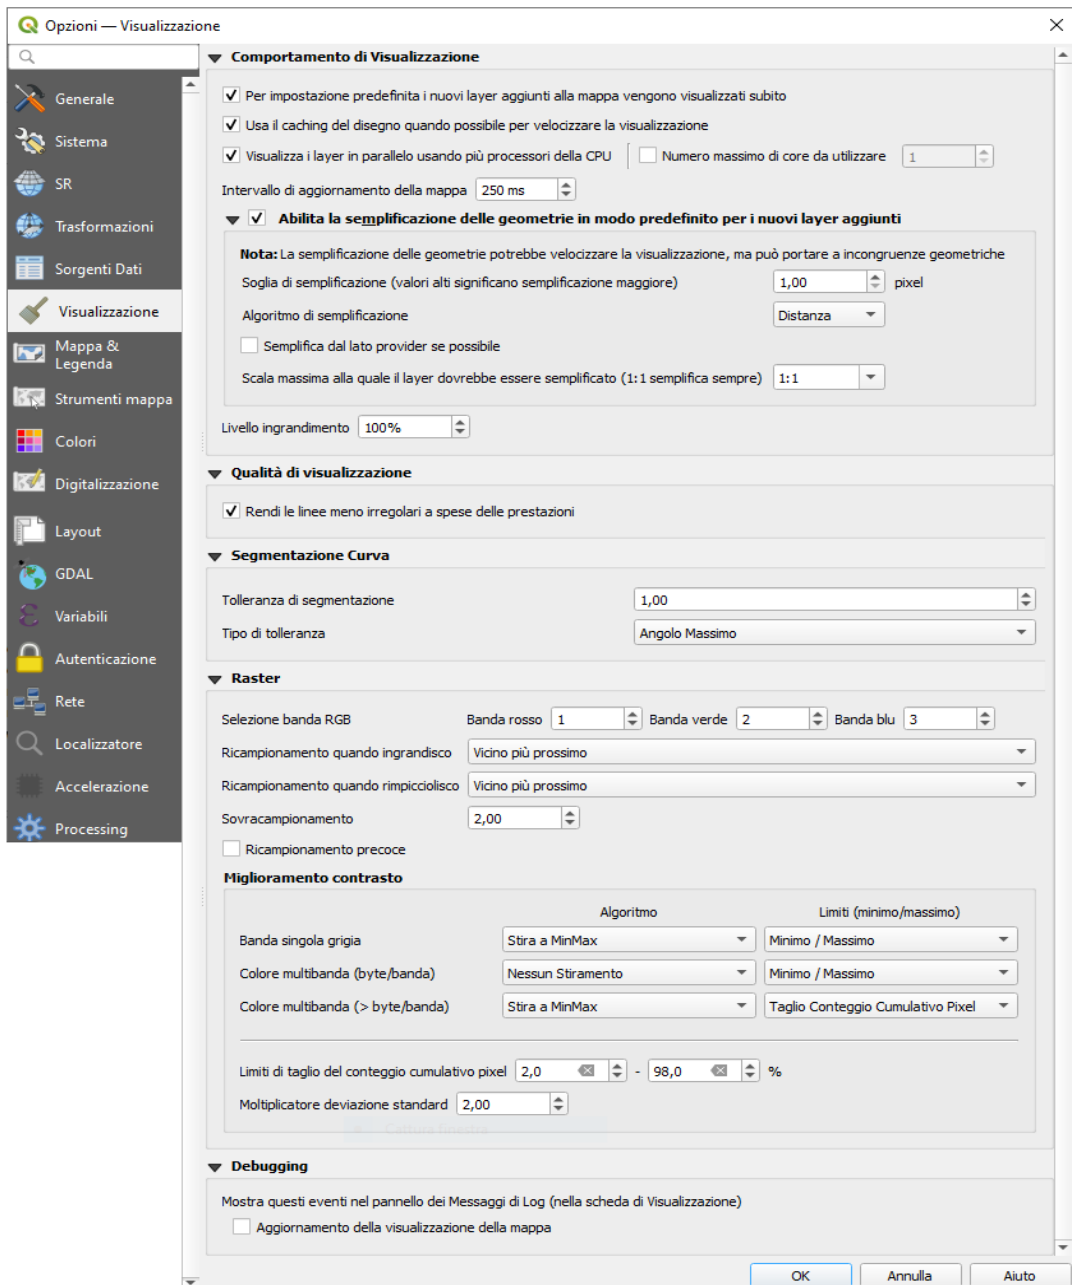 Opzioni — Visualizzazione
Generale
Sistema
SR
Trasformazioni
Sorgenti Dati
Visualizzazione
Mappa &
Legenda
Strumenti mappa
Colori
Digitalizzazione
Layout
GDAL
Variabili
Autenticazione
Rete
Localizzatore
Accelerazione
Processing
Comportamento di Visualizzazione
Per impostazione predefinita i nuovi layer aggiunti alla mappa vengono visualizzati subito
Usa il caching del disegno quando possibile per velocizzare la visualizzazione
Visualizza i layer in parallelo usando più processori della CPU Numero massimo di core da utilizzare 1
Intervallo di aggiornamento della mappa 250 ms
Abilita la semplificazione delle geometrie in modo predefinito per i nuovi layer aggiunti
Nota: La semplificazione delle geometrie potrebbe velocizzare la visualizzazione, ma può portare a incongruenze geometriche
Soglia di semplificazione (valori alti significano semplificazione maggiore) 1,00 pixel
Algoritmo di semplificazione Distanza
Semplifica dal lato provider se possibile
Scala massima alla quale il layer dovrebbe essere semplificato (1:1 semplifica sempre) 1:1
Livello ingrandimento 100%
Qualità di visualizzazione
Rendi le linee meno irregolari a spese delle prestazioni
Segmentazione Curva
Tolleranza di segmentazione 1,00
Tipo di tolleranza Angolo Massimo
Raster
Selezione banda RGB Banda rosso 1 Banda verde 2 Banda blu 3
Ricampionamento quando ingrandisco Vicino più prossimo
Ricampionamento quando rimpicciolisco Vicino più prossimo
Sovracampionamento 2,00
Ricampionamento precoce
Miglioramento contrasto
Algoritmo Limiti (minimo/massimo)
Banda singola grigia Stira a MinMax Minimo / Massimo
Colore multibanda (byte/banda) Nessun Stiramento Minimo / Massimo
Colore multibanda (> byte/banda) Stira a MinMax Taglio Conteggio Cumulativo Pixel
Limiti di taglio del conteggio cumulativo pixel 2,0 - 98,0 %
Moltiplicatore deviazione standard 2,00
Cattura finestra
Debugging
Mostra questi eventi nel pannello dei Messaggi di Log (nella scheda di Visualizzazione)
Aggiornamento della visualizzazione della mappa
OK Annulla Aiuto